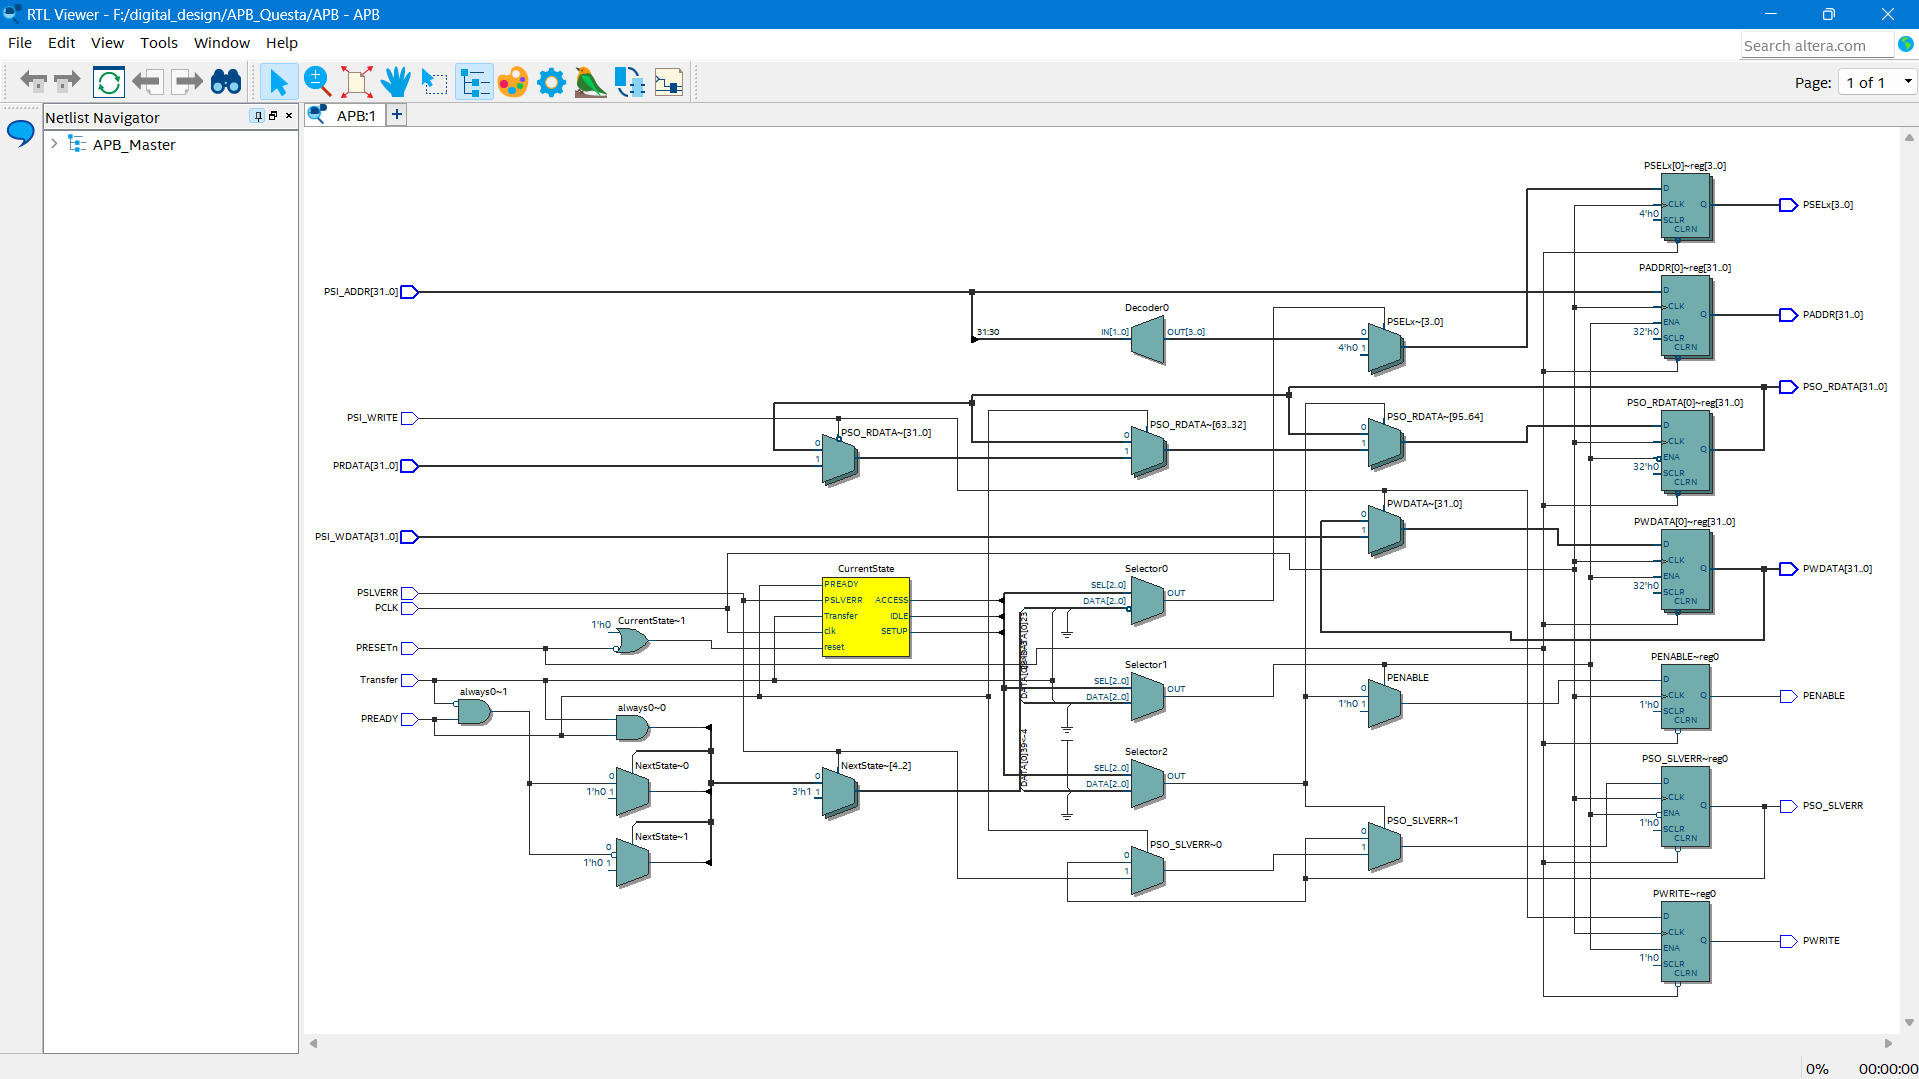 RTL Viewer - F:/digital_design/APB_Questa/APB - APB
File Edit View Tools Window Help
Search altera.com
Page: 1 of 1
Netlist Navigator
APB_Master
APB:1
PSELx[0]~reg[3..0]
D
CLK
Q
4'h0
SCLR
CLRN
PSELx[3..0]
PADDR[0]~reg[31..0]
D
CLK
ENA
Q
32'h0
SCLR
CLRN
PADDR[31..0]
PSI_ADDR[31..0]
31:30
Decoder0
IN[1..0]
OUT[3..0]
PSELx~[3..0]
0
4'h0 1
PSO_RDATA[31..0]
PSO_RDATA[0]~reg[31..0]
D
CLK
ENA
Q
32'h0
SCLR
CLRN
PSI_WRITE
PSO_RDATA~[31..0]
0
1
PSO_RDATA~[63..32]
0
1
PSO_RDATA~[95..64]
0
1
PRDATA[31..0]
PWDATA~[31..0]
0
1
PSI_WDATA[31..0]
PWDATA[0]~reg[31..0]
D
CLK
ENA
Q
32'h0
SCLR
CLRN
PWDATA[31..0]
PSLVERR
PCLK
CurrentState
PREADY
PSLVERR
Transfer
clk
reset
ACCESS
IDLE
SETUP
Selector0
SEL[2..0]
DATA[2..0]
OUT
1'h0
CurrentState~1
PRESETn
Transfer
PREADY
always0~1
always0~0
Selector1
SEL[2..0]
DATA[2..0]
OUT
PENABLE
0
1'h0 1
PENABLE~reg0
D
CLK
Q
1'h0
SCLR
CLRN
PENABLE
NextState~0
0
1'h0 1
NextState~1
0
1'h0 1
NextState~[4..2]
0
3'h1 1
DATA[0]39<-4
Selector2
SEL[2..0]
DATA[2..0]
OUT
PSO_SLVERR~0
0
1
PSO_SLVERR~1
0
1
PSO_SLVERR~reg0
D
CLK
ENA
Q
1'h0
SCLR
CLRN
PSO_SLVERR
PWRITE~reg0
D
CLK
ENA
Q
1'h0
SCLR
CLRN
PWRITE
0% 00:00:00